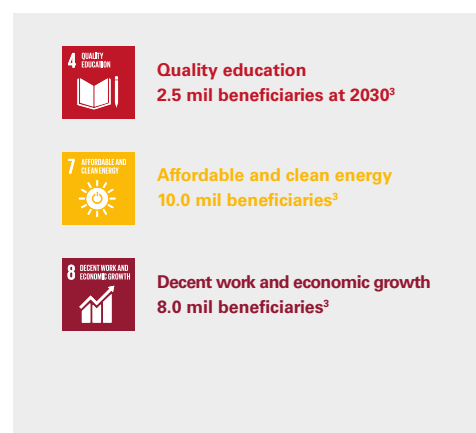 4 QUALITY
EDUCATION
Quality education
2.5 mil beneficiaries at 2030³
7 AFFORDABLE AND
CLEAN ENERGY
Affordable and clean energy
10.0 mil beneficiaries³
8 DECENT WORK AND
ECONOMIC GROWTH
Decent work and economic growth
8.0 mil beneficiaries³